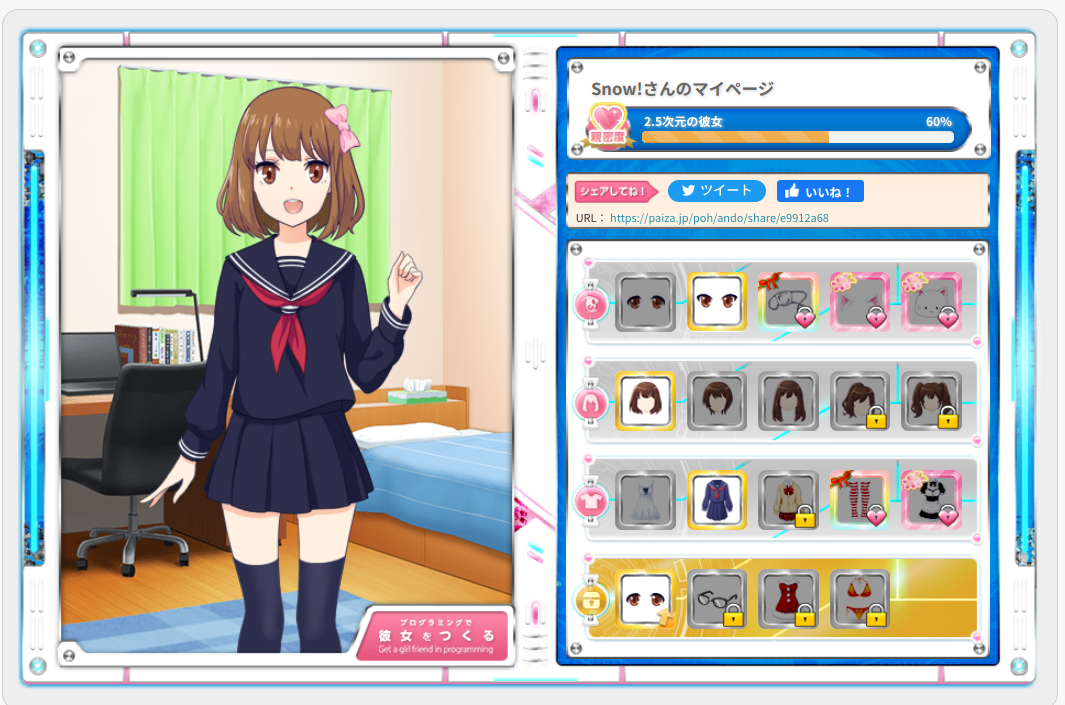 Snow!さんのマイページ
2.5次元の彼女 60%
親密度
シェアしてね！ ツイート いいね！
URL： https://paiza.jp/poh/ando/share/e9912a68
プログラミングで
彼女をつくる
Get a girl friend in programming